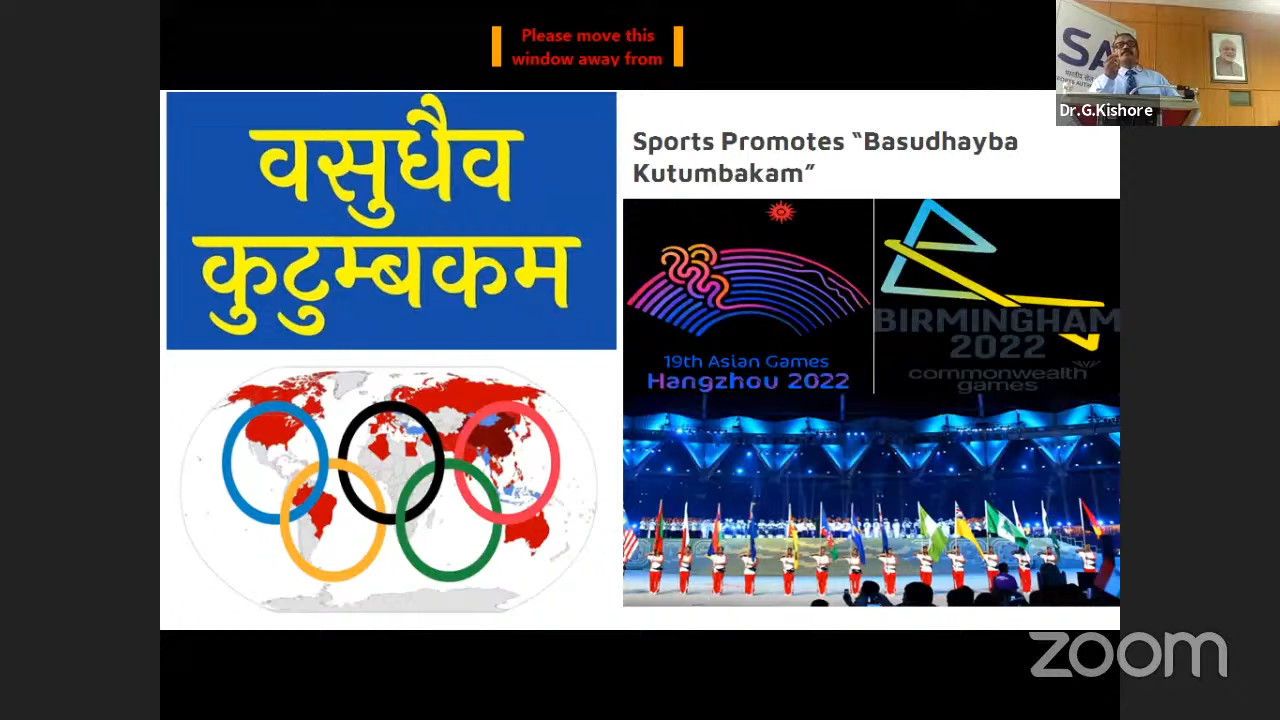 Please move this
window away from
SA
Dr.G.Kishore
वसुधैव
कुटुम्बकम
Sports Promotes “Basudhayba
Kutumbakam”
19th Asian Games
Hangzhou 2022
BIRMINGHAM
2022
commonwealth
games
zoom